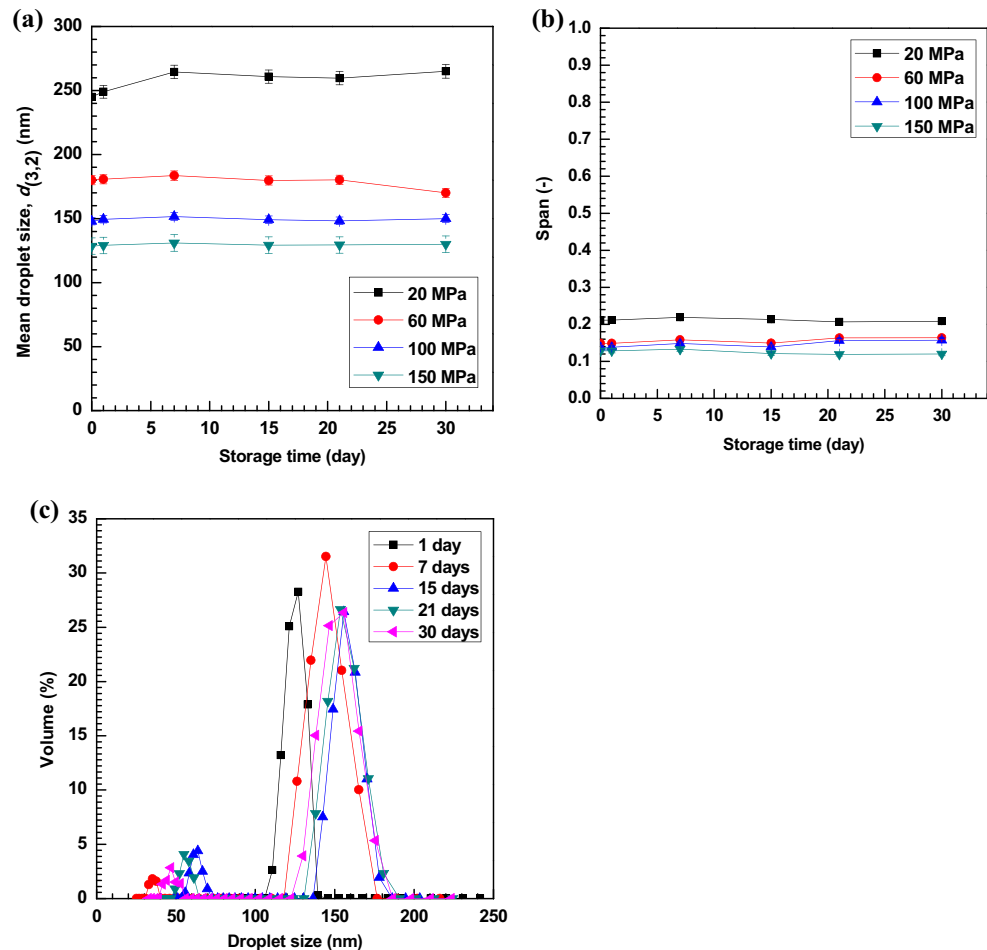 (a)
300
250
200
150
100
50
0
Mean droplet size, d(3,2) (nm)
20 MPa
60 MPa
100 MPa
150 MPa
0 5 10 15 20 25 30
Storage time (day)
(b)
1.0
0.9
0.8
0.7
0.6
0.5
0.4
0.3
0.2
0.1
0.0
Span (-)
20 MPa
60 MPa
100 MPa
150 MPa
0 5 10 15 20 25 30
Storage time (day)
(c)
35
30
25
20
15
10
5
0
Volume (%)
1 day
7 days
15 days
21 days
30 days
0 50 100 150 200 250
Droplet size (nm)